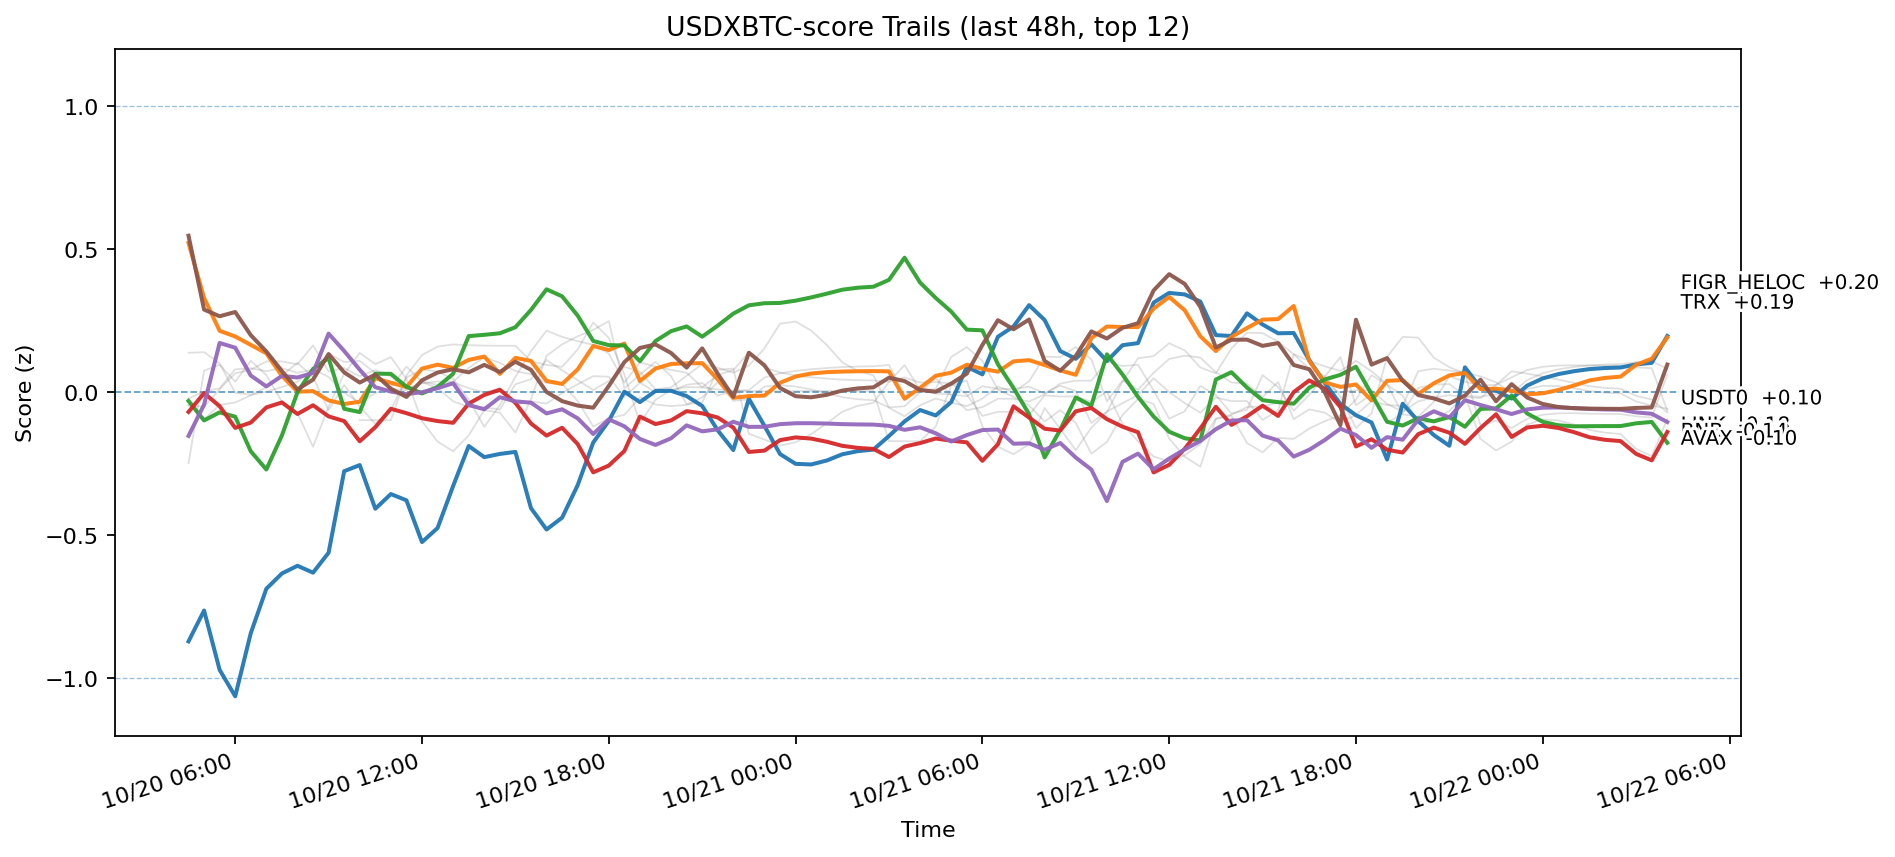 USDXBTC-score Trails (last 48h, top 12)
Score (z)
1.0
0.5
0.0
−0.5
−1.0
FIGR_HELOC +0.20
TRX +0.19
USDT0 +0.10
AVAX -0.10
10/20 06:00
10/20 12:00
10/20 18:00
10/21 00:00
10/21 06:00
10/21 12:00
10/21 18:00
10/22 00:00
10/22 06:00
Time